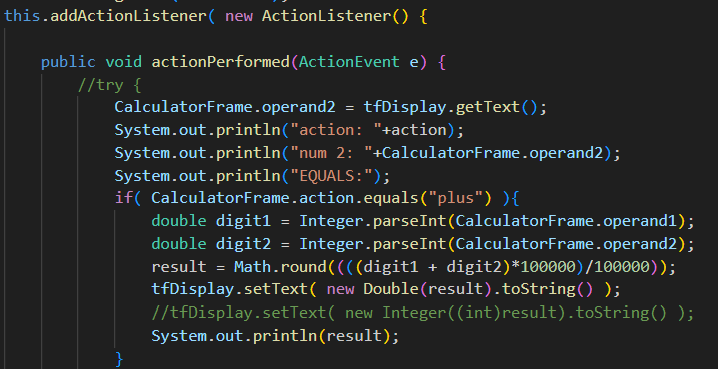 this.addActionListener( new ActionListener() {
public void actionPerformed(ActionEvent e) {
//try {
CalculatorFrame.operand2 = tfDisplay.getText();
System.out.println("action: "+action);
System.out.println("num 2: "+CalculatorFrame.operand2);
System.out.println("EQUALS:");
if( CalculatorFrame.action.equals("plus") ){
double digit1 = Integer.parseInt(CalculatorFrame.operand1);
double digit2 = Integer.parseInt(CalculatorFrame.operand2);
result = Math.round((((digit1 + digit2)*100000)/100000));
tfDisplay.setText( new Double(result).toString() );
//tfDisplay.setText( new Integer((int)result).toString() );
System.out.println(result);
}